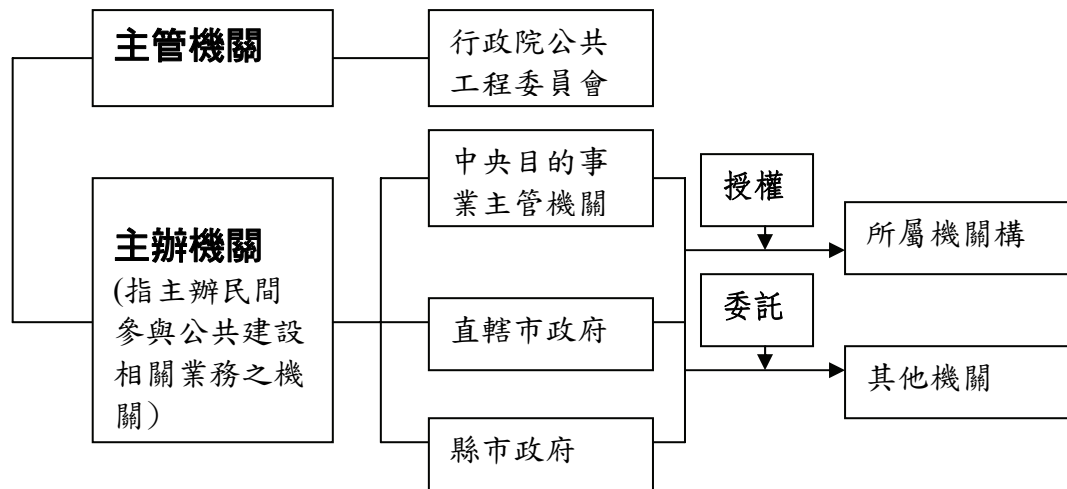 主管機關
行政院公共
工程委員會
主辦機關
(指主辦民間
參與公共建設
相關業務之機
關)
中央目的事
業主管機關
直轄市政府
縣市政府
授權
委託
所屬機關構
其他機關